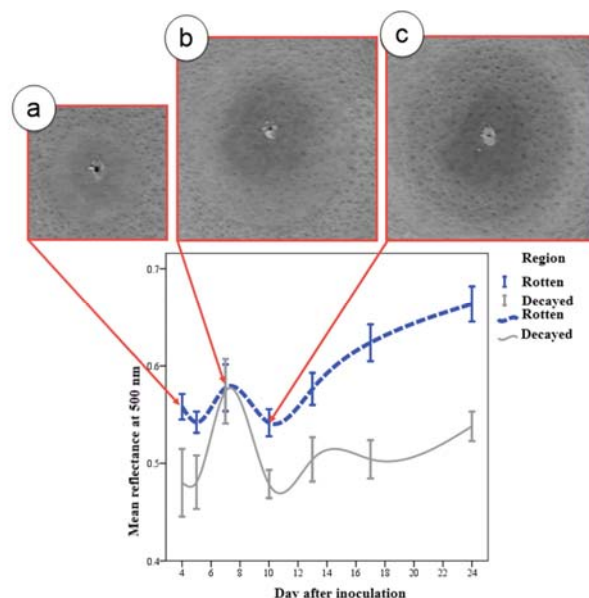 a
b
c
0.7
0.6
0.5
0.4
Mean reflectance at 500 nm
4 6 8 10 12 14 16 18 20 22 24
Day after inoculation
Region
Rotten
Decayed
Rotten
Decayed